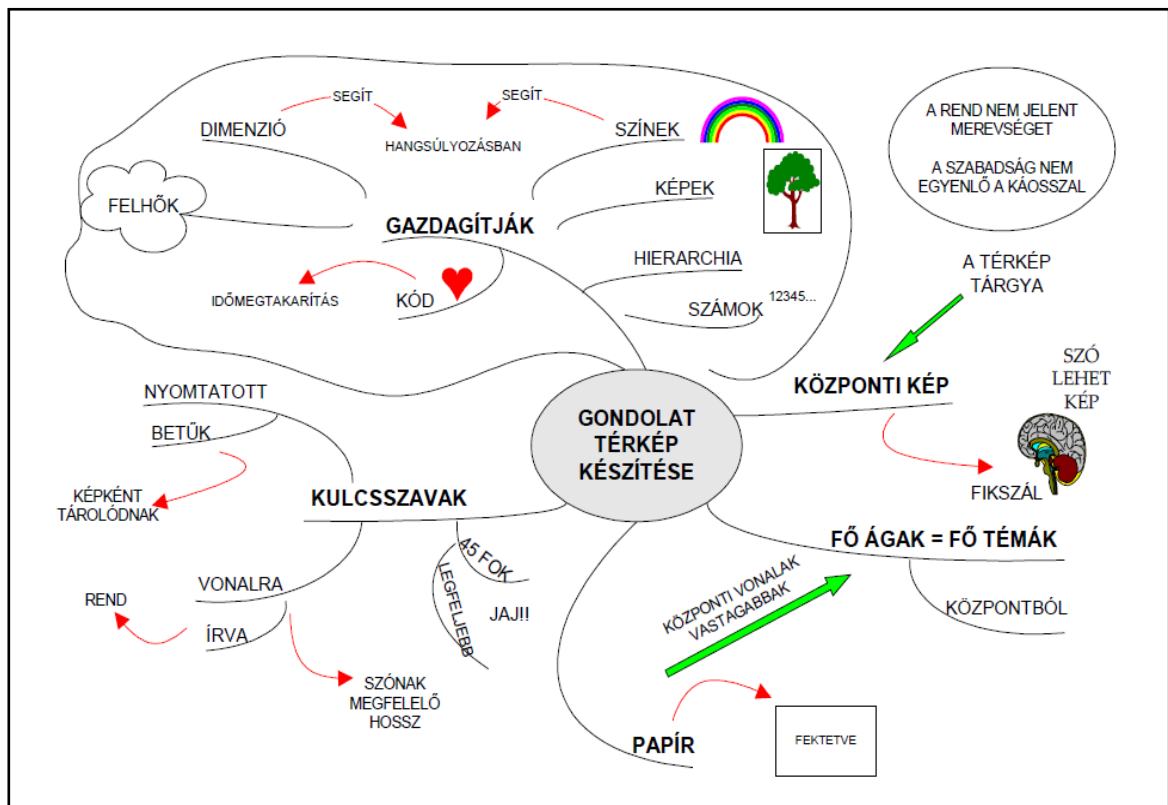 SEGÍT
SEGÍT
DIMENZIÓ
SZÍNEK
HANGSÚLYOZÁSBAN
KÉPEK
FELHŐK
GAZDAGÍTJÁK
HIERARCHIA
IDŐMEGTAKARÍTÁS
KÓD
SZÁMOK
12345...
A REND NEM JELENT
MEREVSÉGET
A SZABADSÁG NEM
EGYENLŐ A KÁOSSZAL
A TÉRKÉP
TÁRGYA
KÖZPONTI KÉP
SZÓ
LEHET
KÉP
FIKSZÁL
GONDOLAT
TÉRKÉP
KÉSZÍTÉSE
NYOMTATOTT
BETŰK
KÉPKÉNT
TÁROLÓDNAK
KULCSSZAVAK
45 FOK
LEGFELJEBB
JAJ!!
VONALRA
REND
ÍRVA
SZÓNAK
MEGFELELŐ
HOSSZ
FŐ ÁGAK = FŐ TÉMÁK
KÖZPONTBÓL
KÖZPONTI VONALAK
VASTAGABBAK
PAPÍR
FEKTETVE